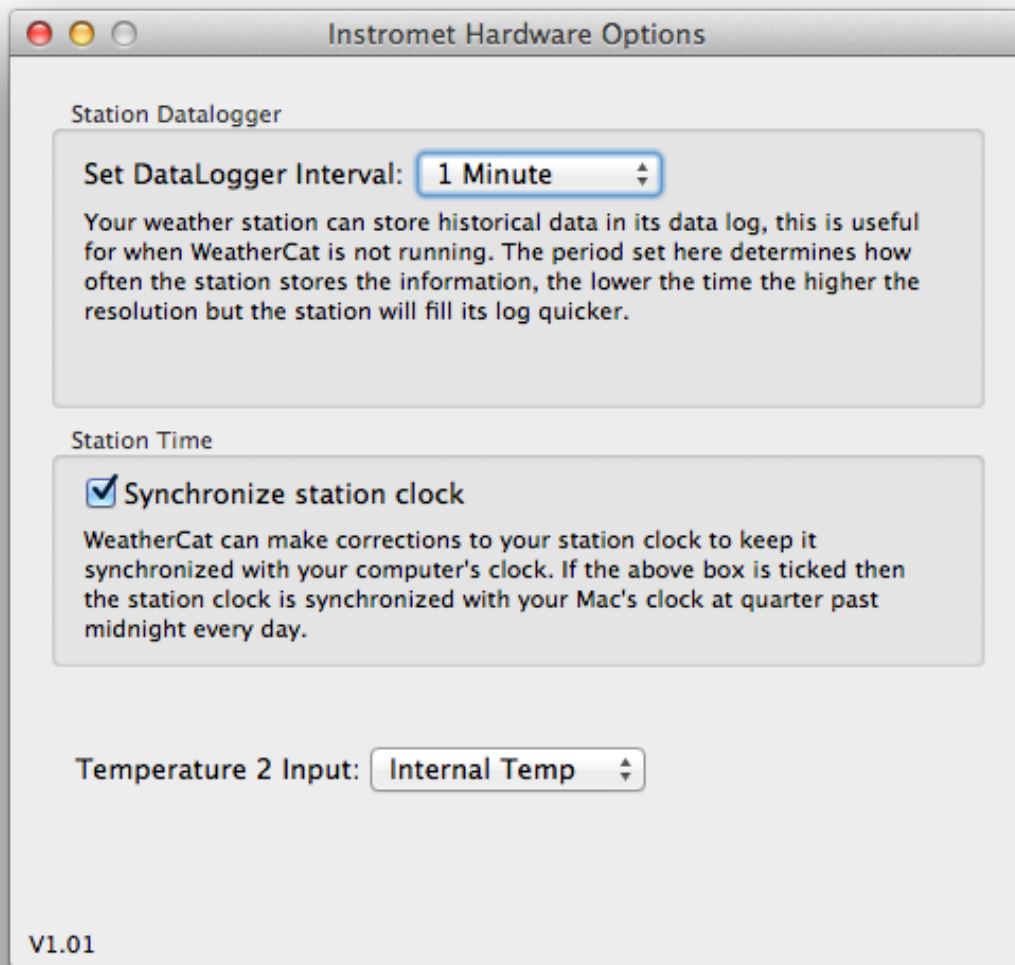 Instromet Hardware Options
Station Datalogger
Set DataLogger Interval: 1 Minute
Your weather station can store historical data in its data log, this is useful
for when WeatherCat is not running. The period set here determines how
often the station stores the information, the lower the time the higher the
resolution but the station will fill its log quicker.
Station Time
Synchronize station clock
WeatherCat can make corrections to your station clock to keep it
synchronized with your computer's clock. If the above box is ticked then
the station clock is synchronized with your Mac's clock at quarter past
midnight every day.
Temperature 2 Input: Internal Temp
V1.01